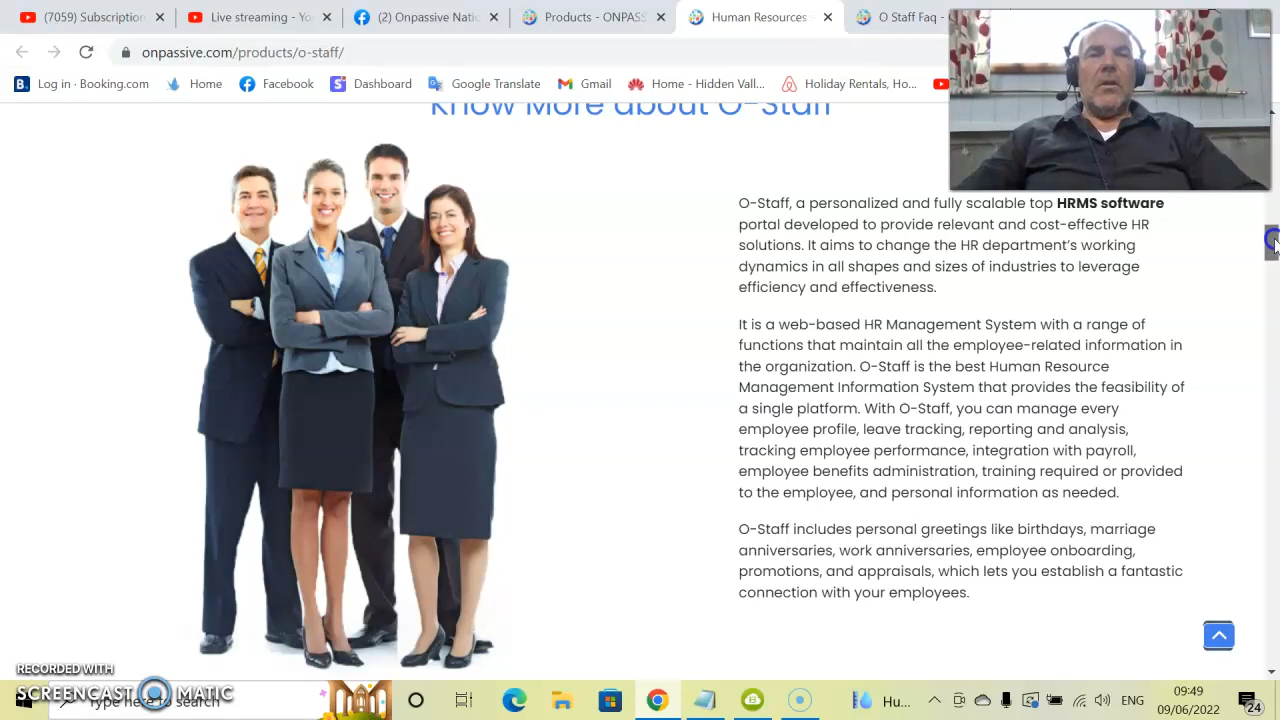 (7059) Subscription
Live streaming - Yo
(2) Onpassive Natio
Products - ONPASS
Human Resources
O Staff Faq -
onpassive.com/products/o-staff/
Log in · Booking.com
Home
Facebook
Dashboard
Google Translate
Gmail
Home - Hidden Vall...
Holiday Rentals, Ho...
Know More about O-Staff
O-Staff, a personalized and fully scalable top HRMS software
portal developed to provide relevant and cost-effective HR
solutions. It aims to change the HR department's working
dynamics in all shapes and sizes of industries to leverage
efficiency and effectiveness.
It is a web-based HR Management System with a range of
functions that maintain all the employee-related information in
the organization. O-Staff is the best Human Resource
Management Information System that provides the feasibility of
a single platform. With O-Staff, you can manage every
employee profile, leave tracking, reporting and analysis,
tracking employee performance, integration with payroll,
employee benefits administration, training required or provided
to the employee, and personal information as needed.
O-Staff includes personal greetings like birthdays, marriage
anniversaries, work anniversaries, employee onboarding,
promotions, and appraisals, which lets you establish a fantastic
connection with your employees.
RECORDED WITH
SCREENCAST MATIC
Type here to search
Hu...
ENG
09:49
09/06/2022
24